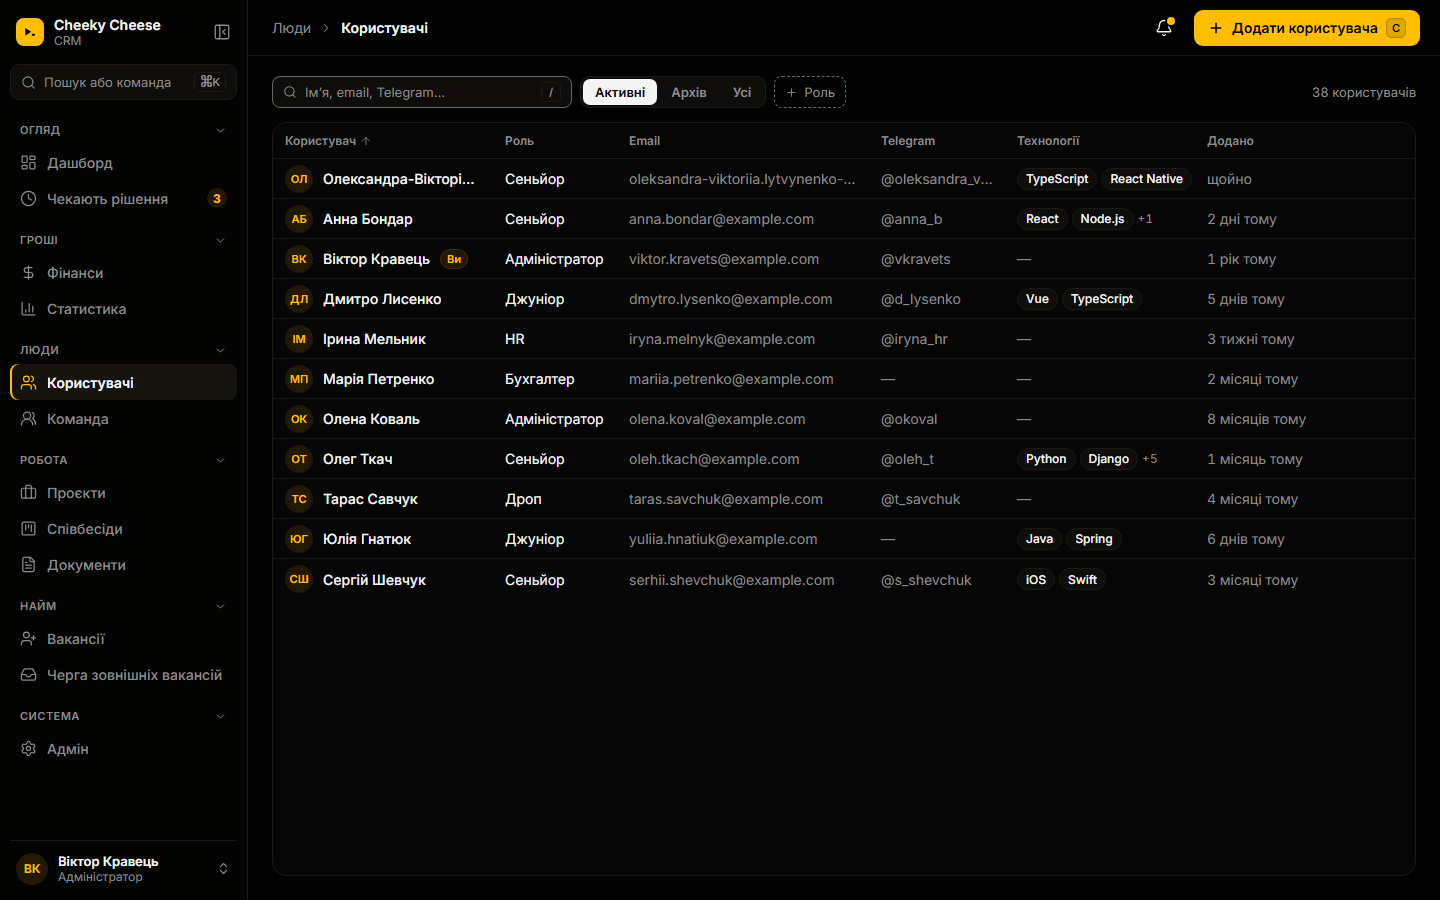 Cheeky Cheese
CRM
Пошук або команда ⌘K
ОГЛЯД
Дашборд
Чекають рішення 3
ГРОШІ
Фінанси
Статистика
ЛЮДИ
Користувачі
Команда
РОБОТА
Проєкти
Співбесіди
Документи
НАЙМ
Вакансії
Черга зовнішніх вакансій
СИСТЕМА
Адмін
ВК Віктор Кравець
Адміністратор
Люди > Користувачі
+ Додати користувача C
Ім'я, email, Telegram... /
Активні Архів Усі
+ Роль
38 користувачів
Користувач ↑ Роль Email Telegram Технології Додано
ОЛ Олександра-Вікторі... Сеньйор oleksandra-viktoriia.lytvynenko-... @oleksandra_v... TypeScript React Native щойно
АБ Анна Бондар Сеньйор anna.bondar@example.com @anna_b React Node.js +1 2 дні тому
ВК Віктор Кравець Ви Адміністратор viktor.kravets@example.com @vkravets — 1 рік тому
ДЛ Дмитро Лисенко Джуніор dmytro.lysenko@example.com @d_lysenko Vue TypeScript 5 днів тому
ІМ Ірина Мельник HR iryna.melnyk@example.com @iryna_hr — 3 тижні тому
МП Марія Петренко Бухгалтер mariia.petrenko@example.com — — 2 місяці тому
ОК Олена Коваль Адміністратор olena.koval@example.com @okoval — 8 місяців тому
ОТ Олег Ткач Сеньйор oleh.tkach@example.com @oleh_t Python Django +5 1 місяць тому
ТС Тарас Савчук Дроп taras.savchuk@example.com @t_savchuk — 4 місяці тому
ЮГ Юлія Гнатюк Джуніор yuliia.hnatiuk@example.com — Java Spring 6 днів тому
СШ Сергій Шевчук Сеньйор serhii.shevchuk@example.com @s_shevchuk iOS Swift 3 місяці тому